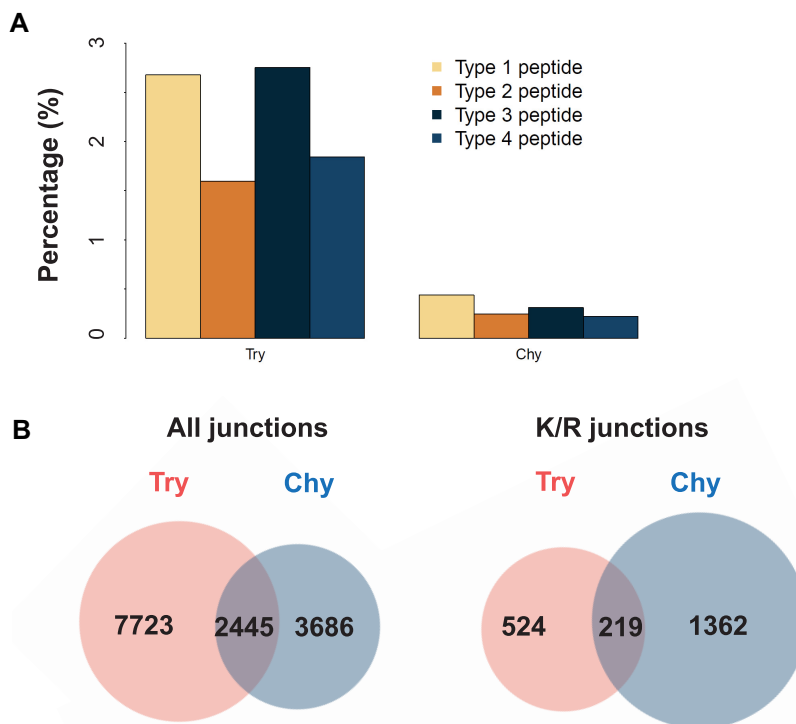 A
Percentage (%)
3
2
1
0
Type 1 peptide
Type 2 peptide
Type 3 peptide
Type 4 peptide
Try
Chy
B
All junctions
K/R junctions
Try
Chy
Try
Chy
7723
2445
3686
524
219
1362